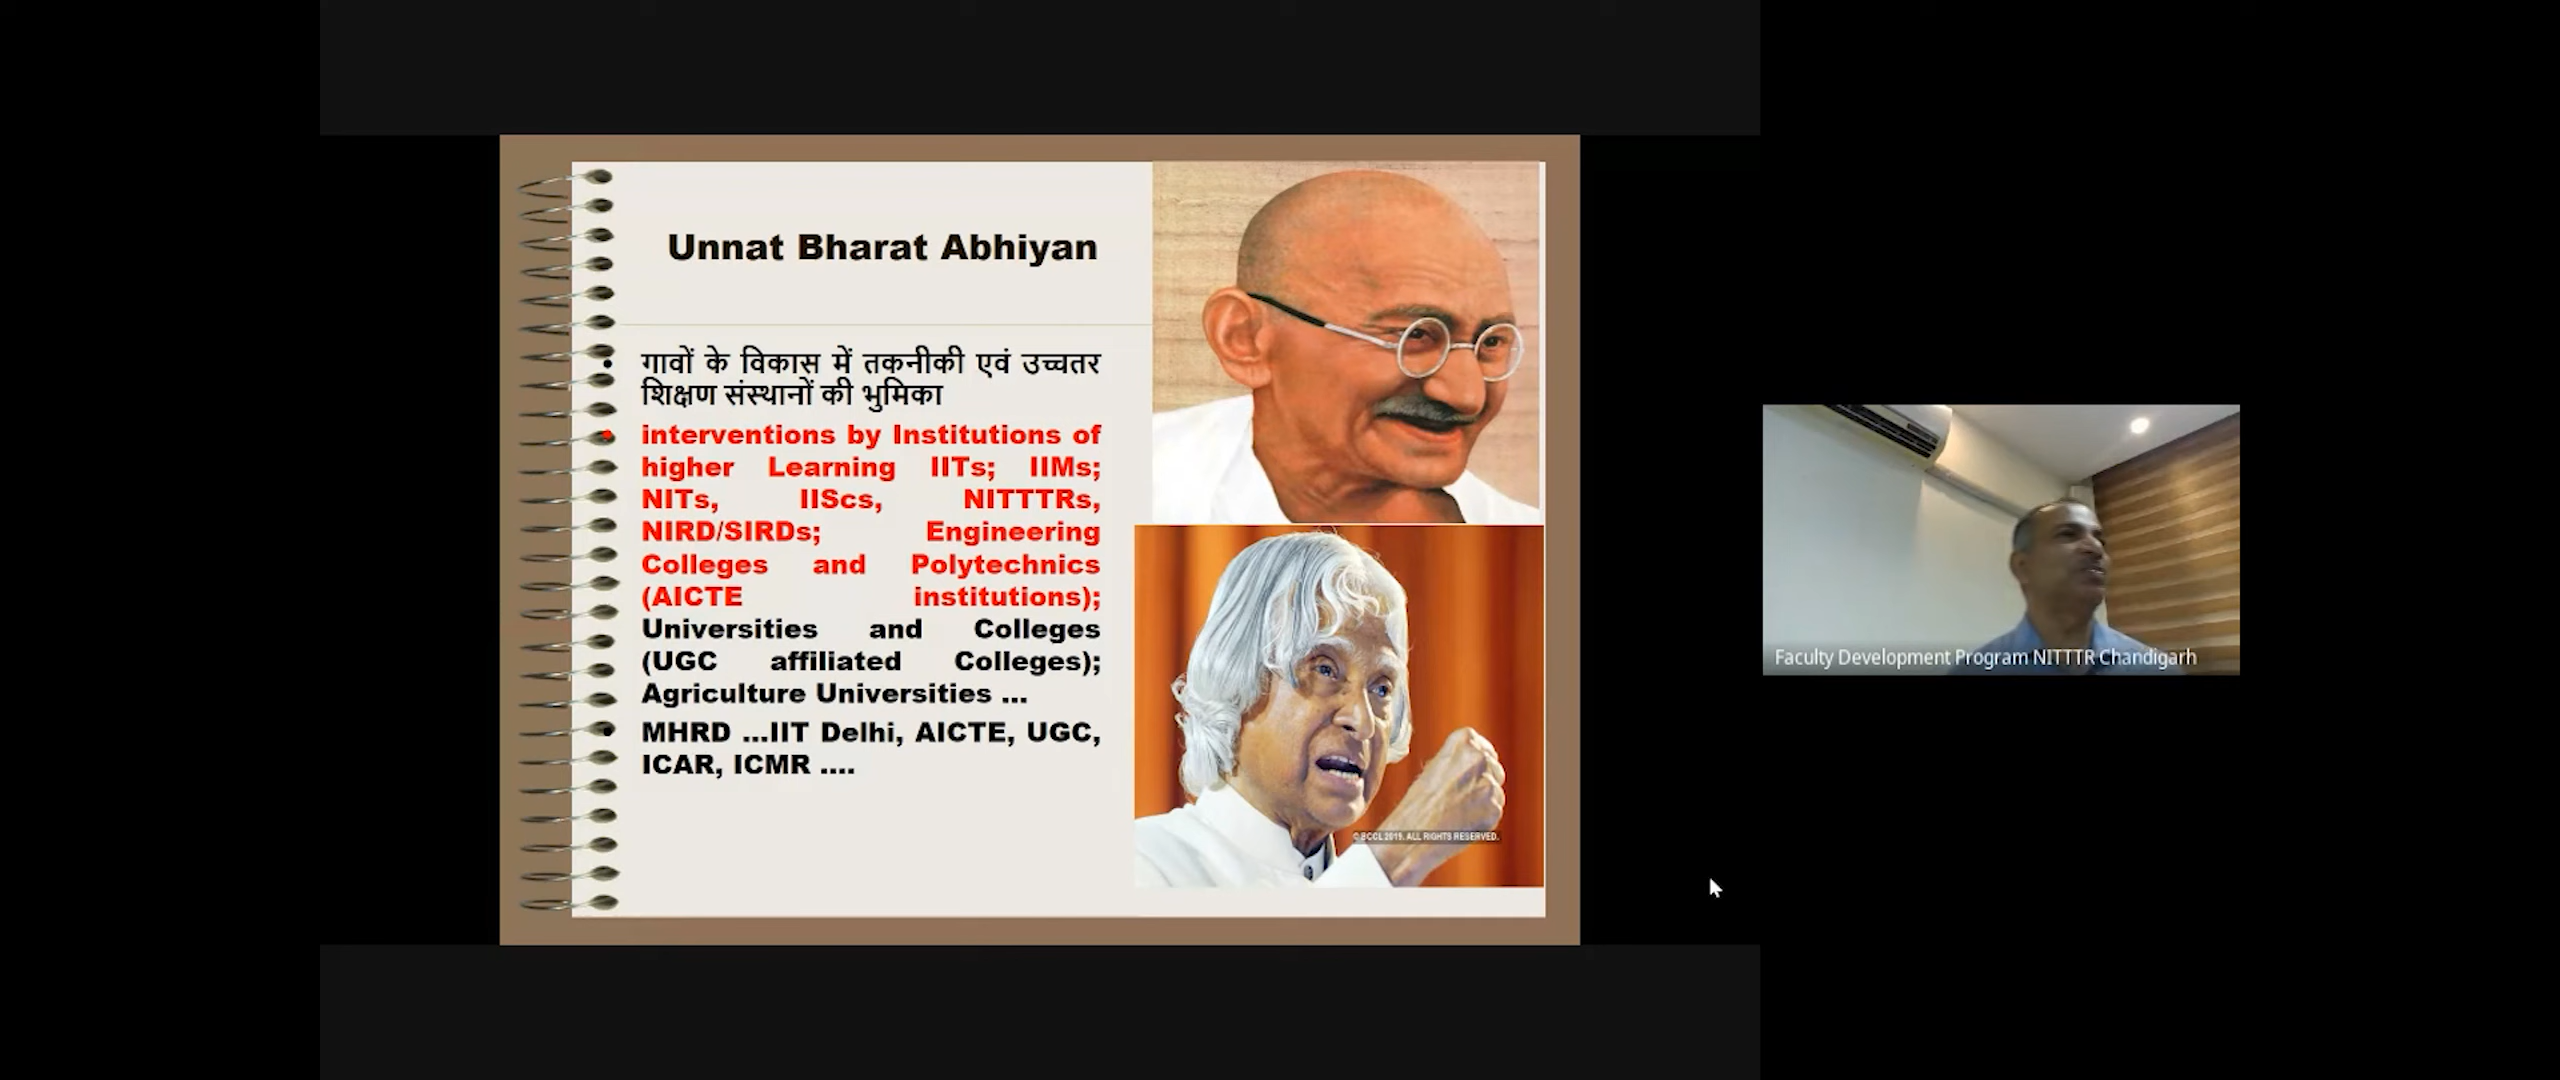 Unnat Bharat Abhiyan
• गावों के विकास में तकनीकी एवं उच्चतर
शिक्षण संस्थानों की भुमिका
• interventions by Institutions of
higher Learning IITs; IIMs;
NITs, IIScs, NITTTRs,
NIRD/SIRDs; Engineering
Colleges and Polytechnics
(AICTE institutions);
Universities and Colleges
(UGC affiliated Colleges);
Agriculture Universities ...
• MHRD ...IIT Delhi, AICTE, UGC,
ICAR, ICMR ....
© BCCL 2019. ALL RIGHTS RESERVED.
Faculty Development Program NITTTR Chandigarh